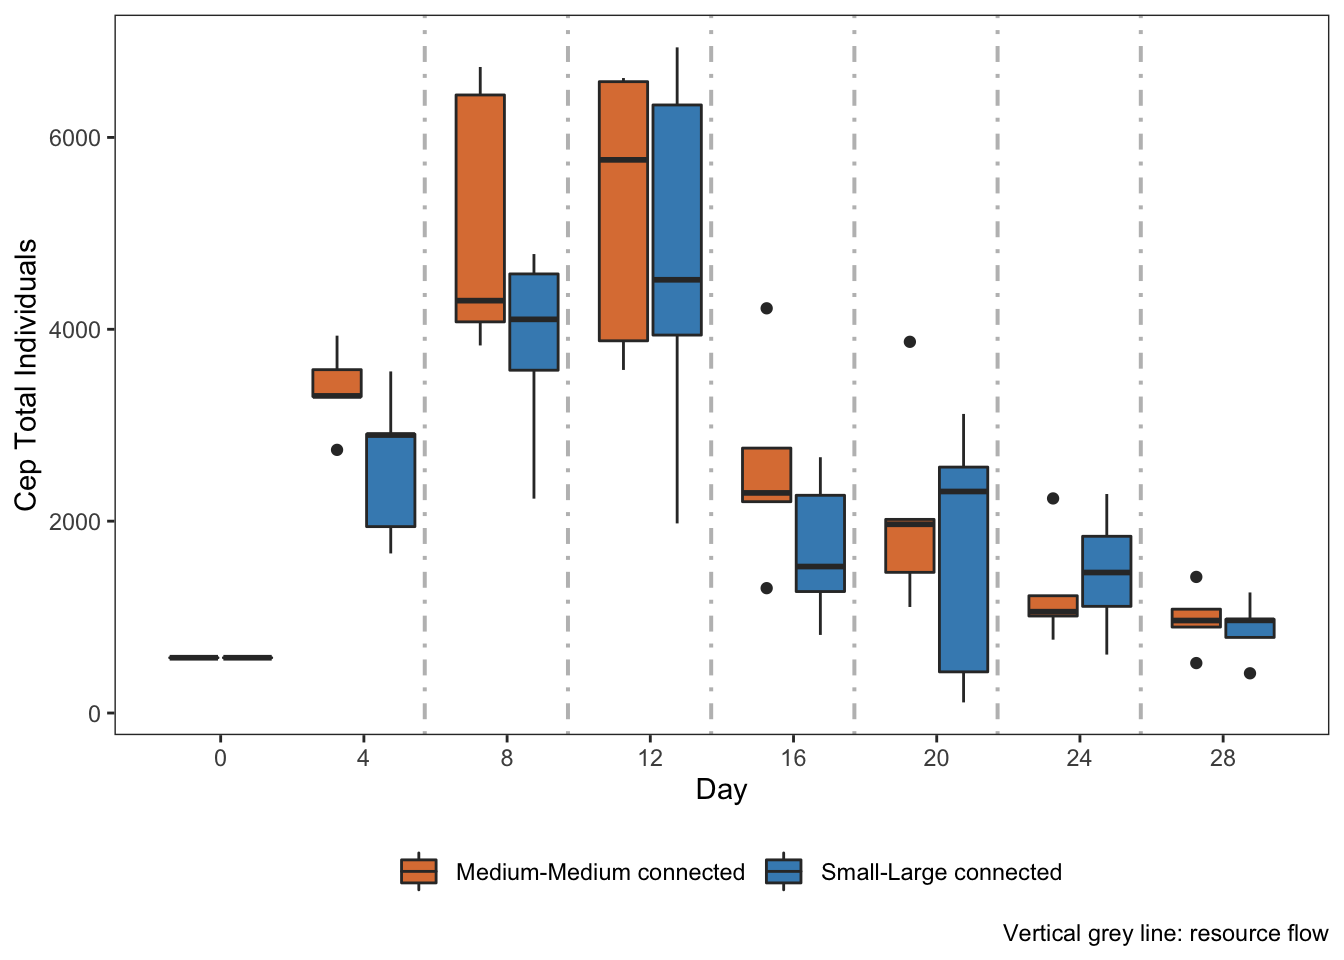 Cep Total Individuals
6000
4000
2000
0
0 4 8 12 16 20 24 28
Day
Medium-Medium connected Small-Large connected
Vertical grey line: resource flow